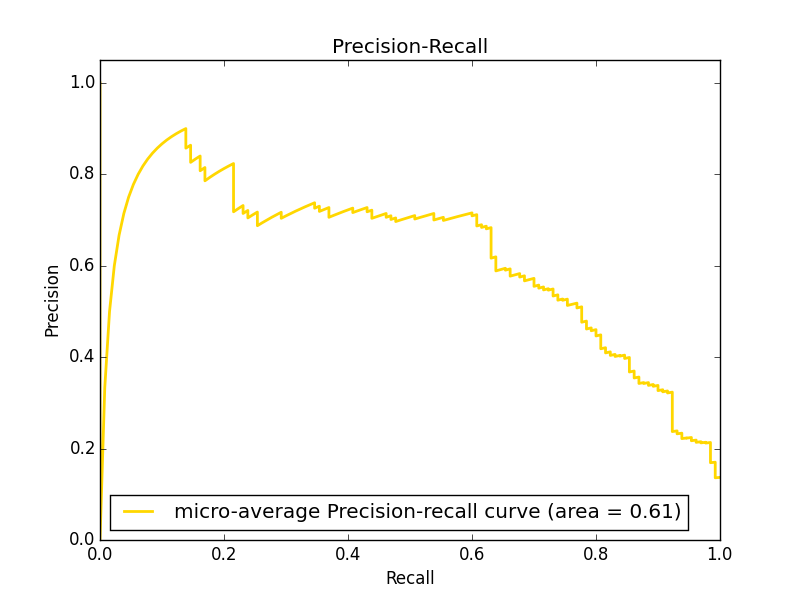 Precision-Recall
1.0
0.8
0.6
0.4
0.2
0.0
Precision
micro-average Precision-recall curve (area = 0.61)
0.0 0.2 0.4 0.6 0.8 1.0
Recall